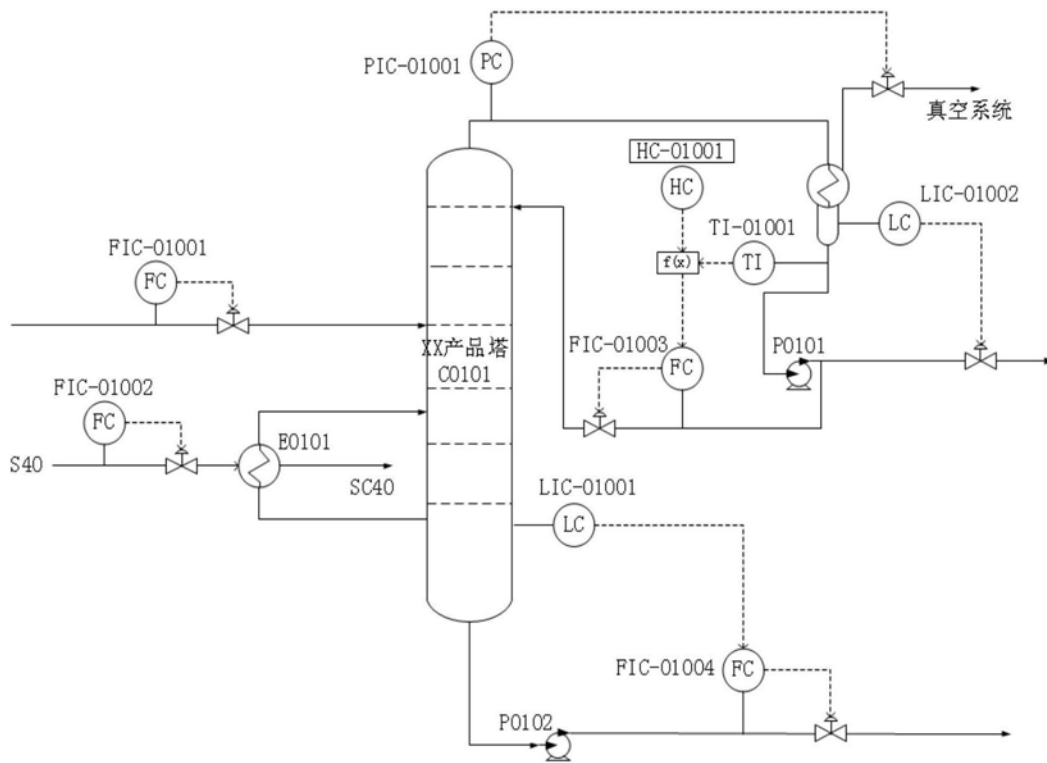 PIC-01001
PC
真空系统
HC-01001
HC
LIC-01002
LC
TI-01001
TI
f(x)
FIC-01001
FC
XX产品塔
C0101
FIC-01003
FC
P0101
FIC-01002
FC
E0101
S40
SC40
LIC-01001
LC
FIC-01004
FC
P0102